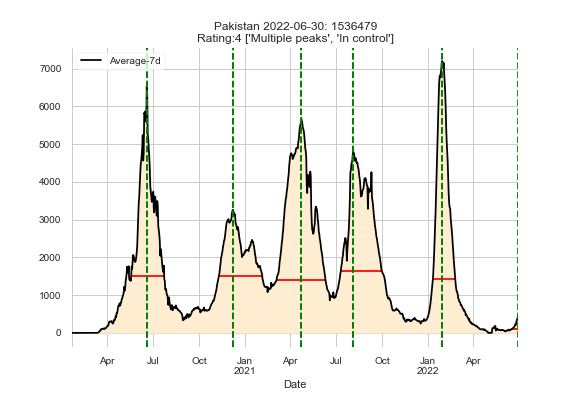 Pakistan 2022-06-30: 1536479
Rating:4 ['Multiple peaks', 'In control']
Average-7d
7000
6000
5000
4000
3000
2000
1000
0
Apr Jul Oct Jan Apr Jul Oct Jan Apr
2021 2022
Date